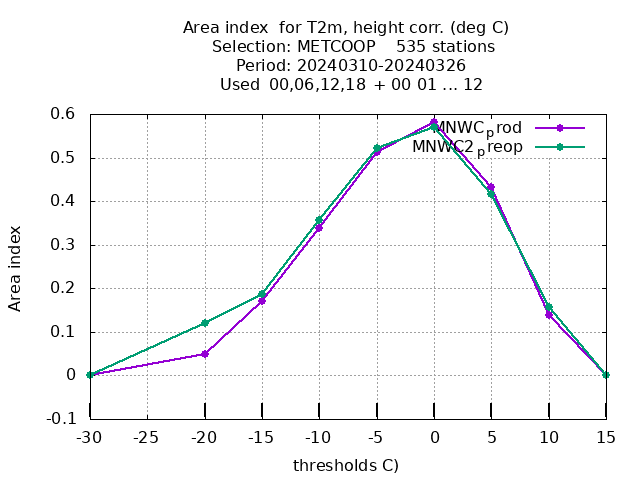 Area index  for T2m, height corr. (deg C)
Selection: METCOOP    535 stations
Period: 20240310-20240326
Used  00,06,12,18  + 00 01 ... 12
0.6
MNWC_prod
MNWC2_preop
0.5
0.4
0.3
0.2
0.1
0
-0.1
Area index
-30 -25 -20 -15 -10 -5 0 5 10 15
thresholds C)